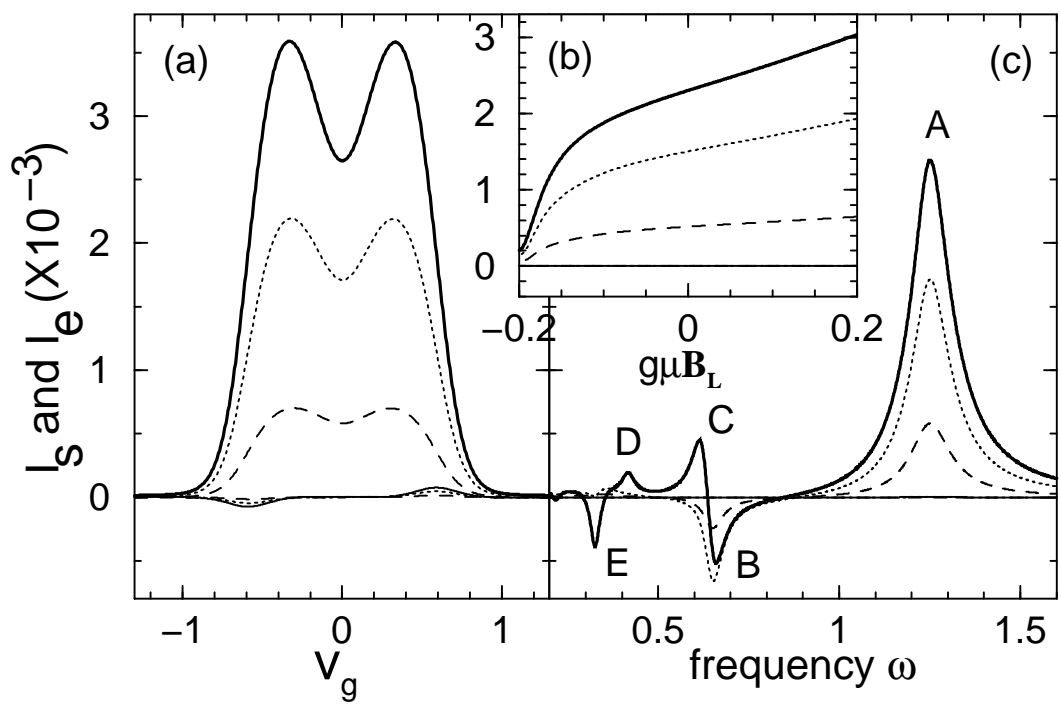 (a)
(b)
(c)
I_s and I_e (X10^−3)
3
2
1
0
3
2
1
0
−0.2
0
0.2
gμB_L
A
B
C
D
E
−1
0
1
0.5
1
1.5
V_g
frequency ω